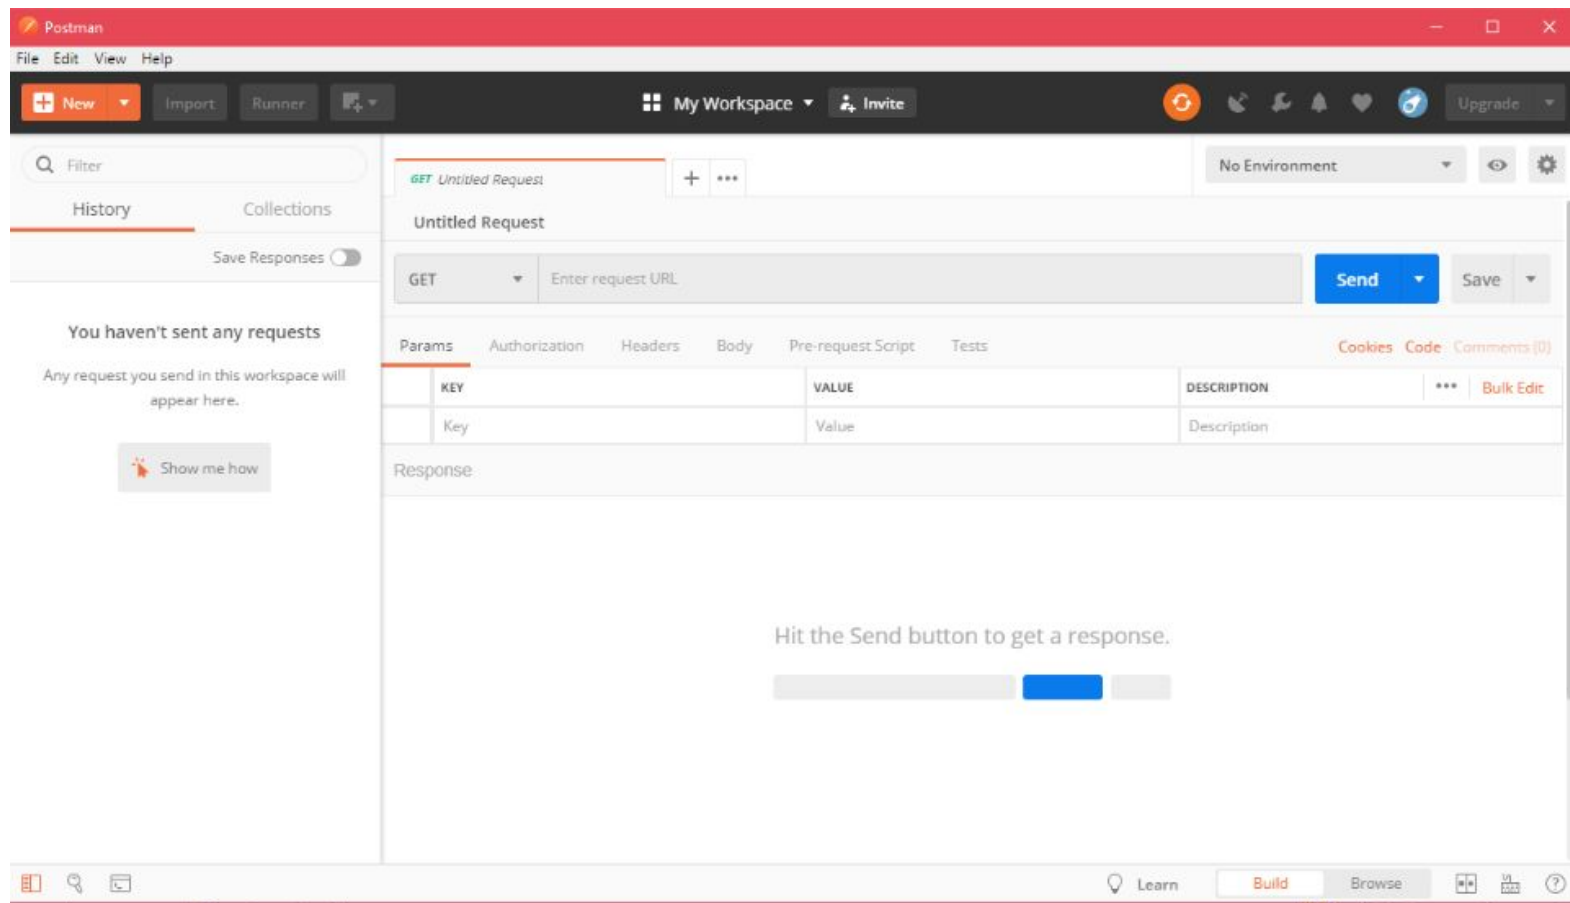 Postman
File Edit View Help
New Import Runner My Workspace Invite Upgrade
Filter
History Collections
Save Responses
You haven't sent any requests
Any request you send in this workspace will
appear here.
Show me how
GET Untitled Request
No Environment
Untitled Request
GET Enter request URL Send Save
Params Authorization Headers Body Pre-request Script Tests Cookies Code Comments (0)
KEY VALUE DESCRIPTION Bulk Edit
Key Value Description
Response
Hit the Send button to get a response.
Learn Build Browse